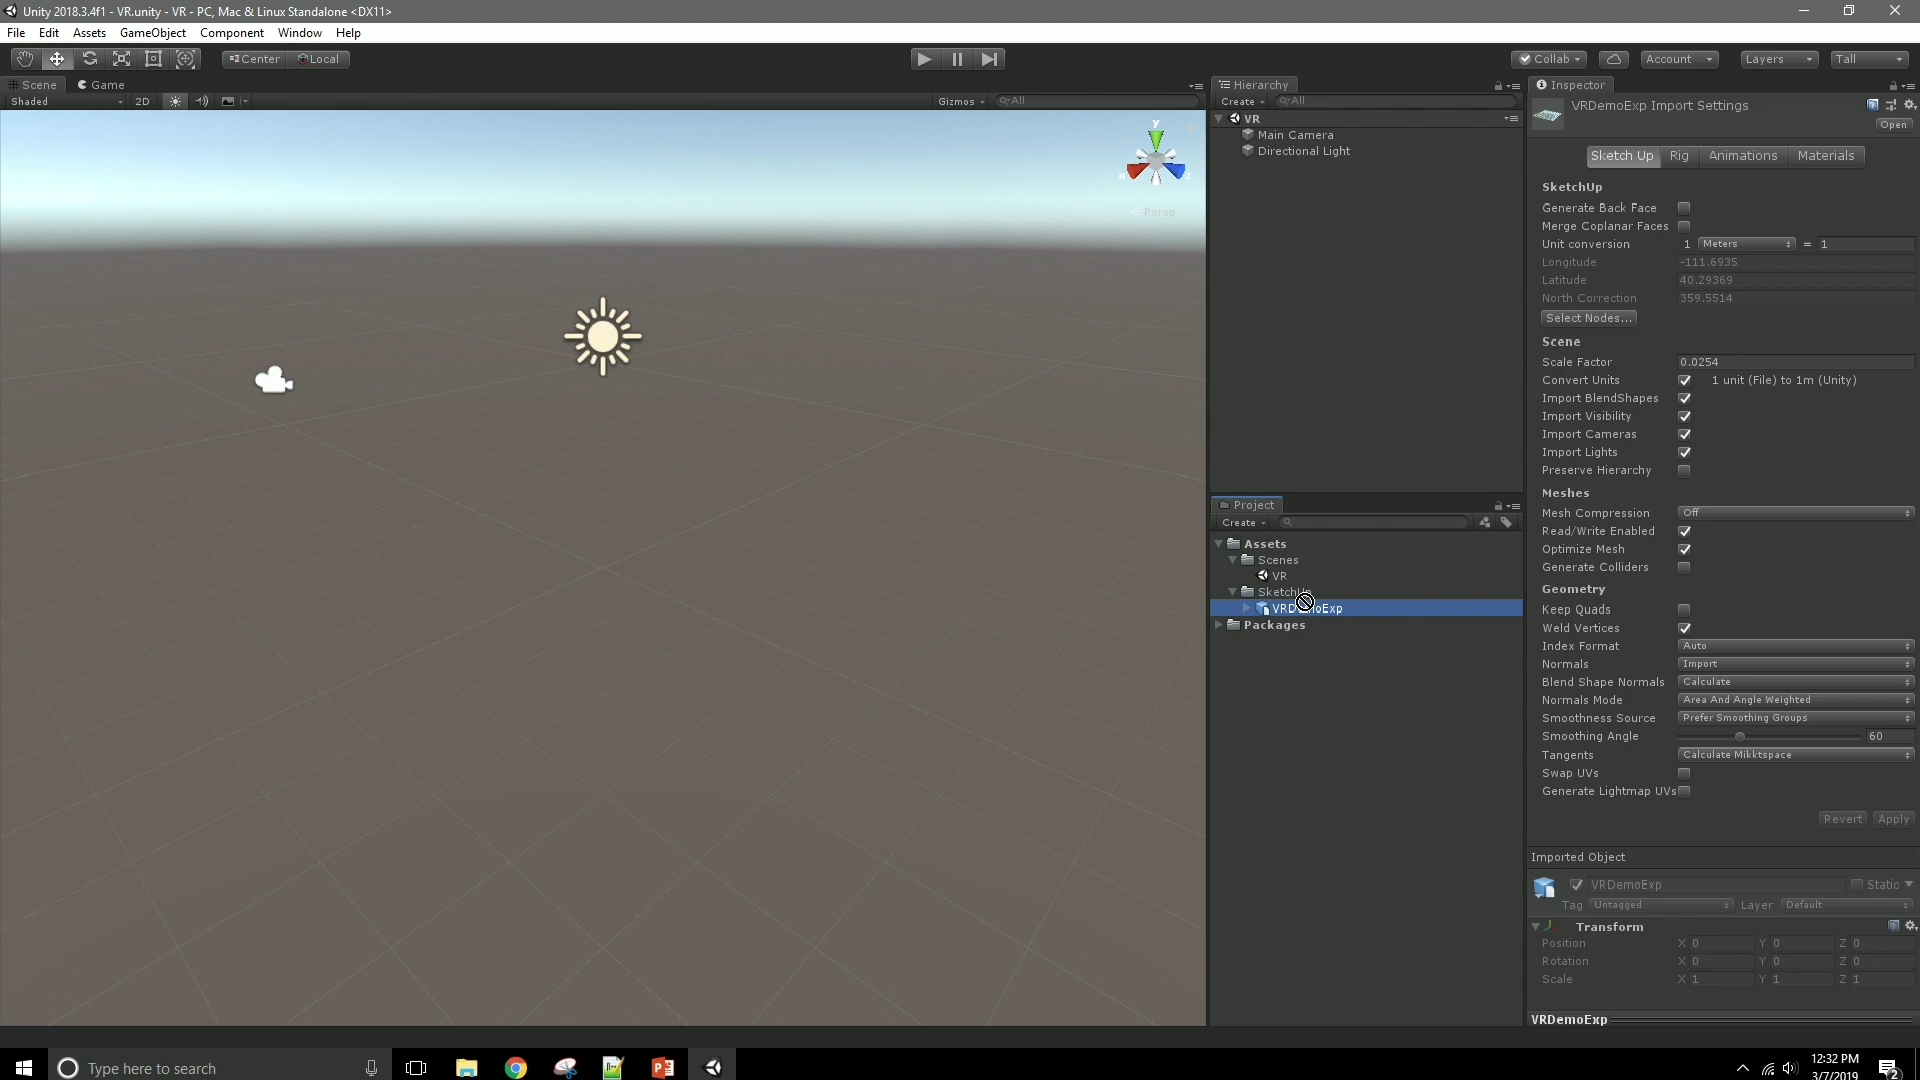 Unity 2018.3.4f1 - VR.unity - VR - PC, Mac & Linux Standalone <DX11>
File Edit Assets GameObject Component Window Help
Center Local Collab Account Layers Tall
Scene Game
Shaded 2D Gizmos All
y
x z
Persp
Hierarchy
Create All
VR
Main Camera
Directional Light
Project
Create
Assets
Scenes
VR
VRDemoExp
Packages
Inspector
VRDemoExp Import Settings
Open
Sketch Up Rig Animations Materials
SketchUp
Generate Back Face
Merge Coplanar Faces
Unit conversion 1 Meters = 1
Longitude -111.6935
Latitude 40.29369
North Correction 359.5514
Select Nodes...
Scene
Scale Factor 0.0254
Convert Units 1 unit (File) to 1m (Unity)
Import BlendShapes
Import Visibility
Import Cameras
Import Lights
Preserve Hierarchy
Meshes
Mesh Compression Off
Read/Write Enabled
Optimize Mesh
Generate Colliders
Geometry
Keep Quads
Weld Vertices
Index Format Auto
Normals Import
Blend Shape Normals Calculate
Normals Mode Area And Angle Weighted
Smoothness Source Prefer Smoothing Groups
Smoothing Angle 60
Tangents Calculate Mikktspace
Swap UVs
Generate Lightmap UVs
Revert Apply
Imported Object
VRDemoExp Static
Tag Untagged Layer Default
Transform
Position X 0 Y 0 Z 0
Rotation X 0 Y 0 Z 0
Scale X 1 Y 1 Z 1
VRDemoExp
Type here to search
12:32 PM
3/7/2019
2